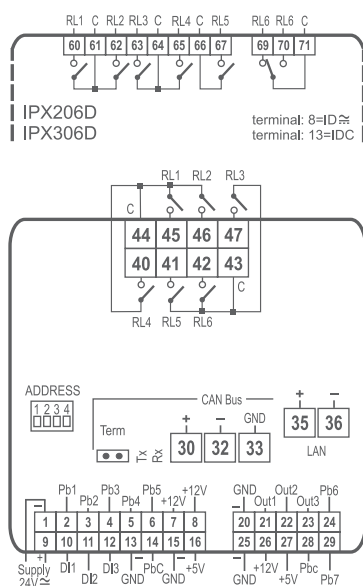 RL1 C RL2 RL3 C RL4 C RL5 RL6 RL6 C
60 61 62 63 64 65 66 67 69 70 71
IPX206D
IPX306D
terminal: 8=ID≅
terminal: 13=IDC
RL1 RL2 RL3
C
44 45 46 47
40 41 42 43
C
RL4 RL5 RL6
ADDRESS
1 2 3 4
CAN Bus
Term
Tx
Rx
+ − GND
30 32 33
+ −
35 36
LAN
Pb1 Pb2 Pb3 Pb4 Pb5 +12V +12V
− 1 2 3 4 5 6 7 8
+ 9 10 11 12 13 14 15 16
Supply
24V≅
DI1 DI2 DI3 GND PbC GND +5V
GND Out1 Out2 Out3 Pb6
20 21 22 23 24
25 26 27 28 29
GND +12V +5V Pbc Pb7